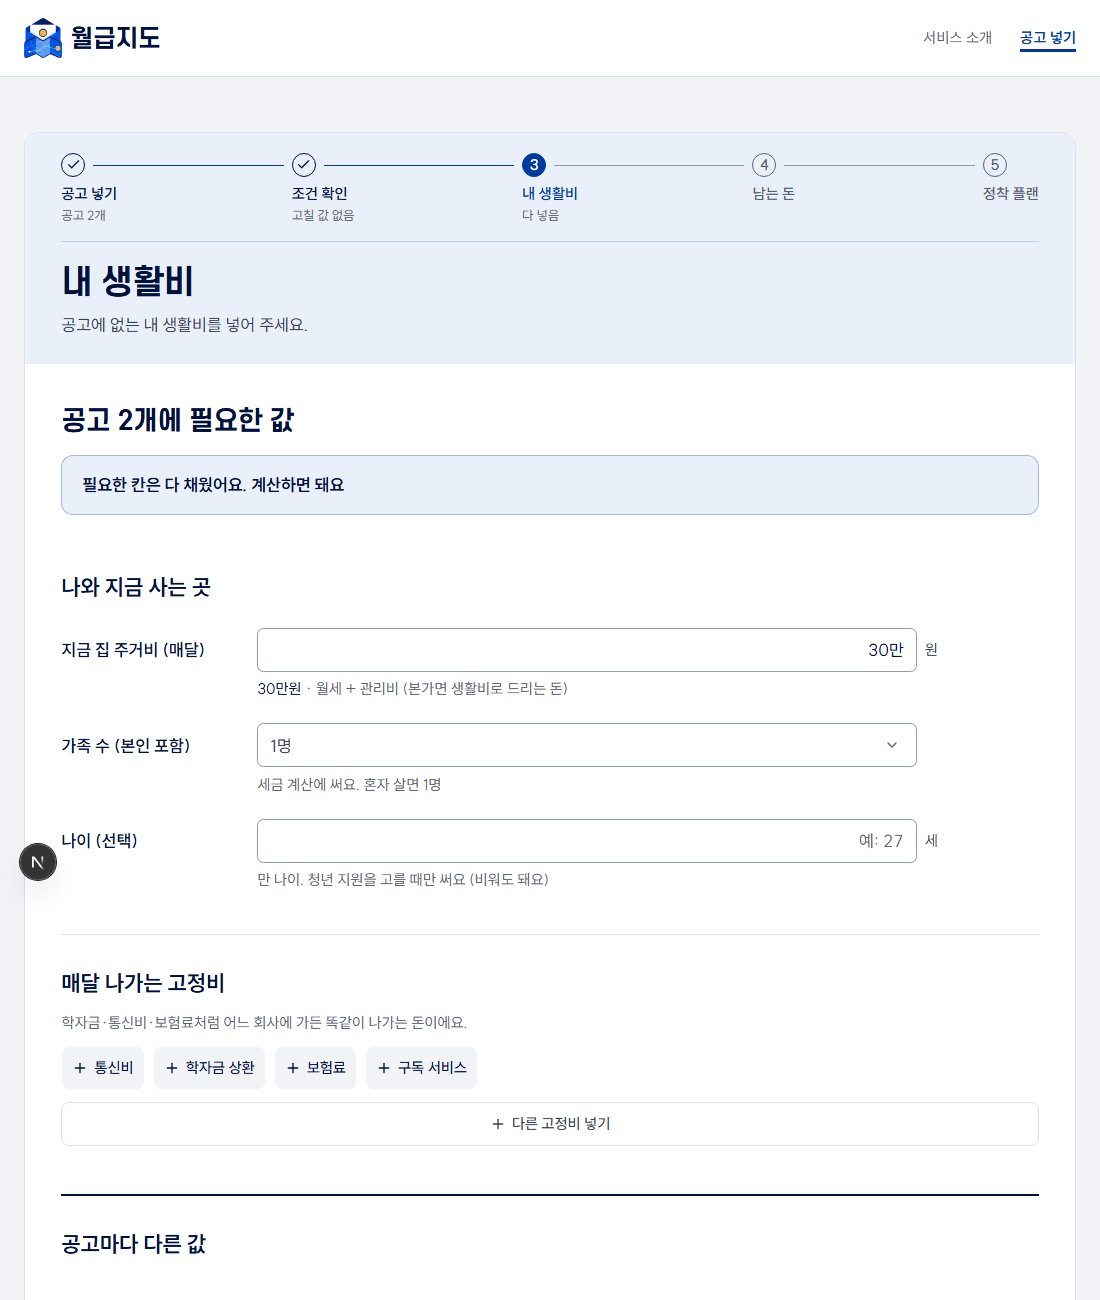 월급지도
서비스 소개
공고 넣기
3
4
5
공고 넣기
조건 확인
내 생활비
남는 돈
정착 플랜
공고 2개
고칠 값 없음
다 넣음
내 생활비
공고에 없는 내 생활비를 넣어 주세요.
공고 2개에 필요한 값
필요한 칸은 다 채웠어요. 계산하면 돼요
나와 지금 사는 곳
지금 집 주거비 (매달)
30만 원
30만원 · 월세 + 관리비 (본가면 생활비로 드리는 돈)
가족 수 (본인 포함)
1명
세금 계산에 써요. 혼자 살면 1명
나이 (선택)
예: 27 세
만 나이. 청년 지원을 고를 때만 써요 (비워도 돼요)
N
매달 나가는 고정비
학자금·통신비·보험료처럼 어느 회사에 가든 똑같이 나가는 돈이에요.
+ 통신비
+ 학자금 상환
+ 보험료
+ 구독 서비스
+ 다른 고정비 넣기
공고마다 다른 값